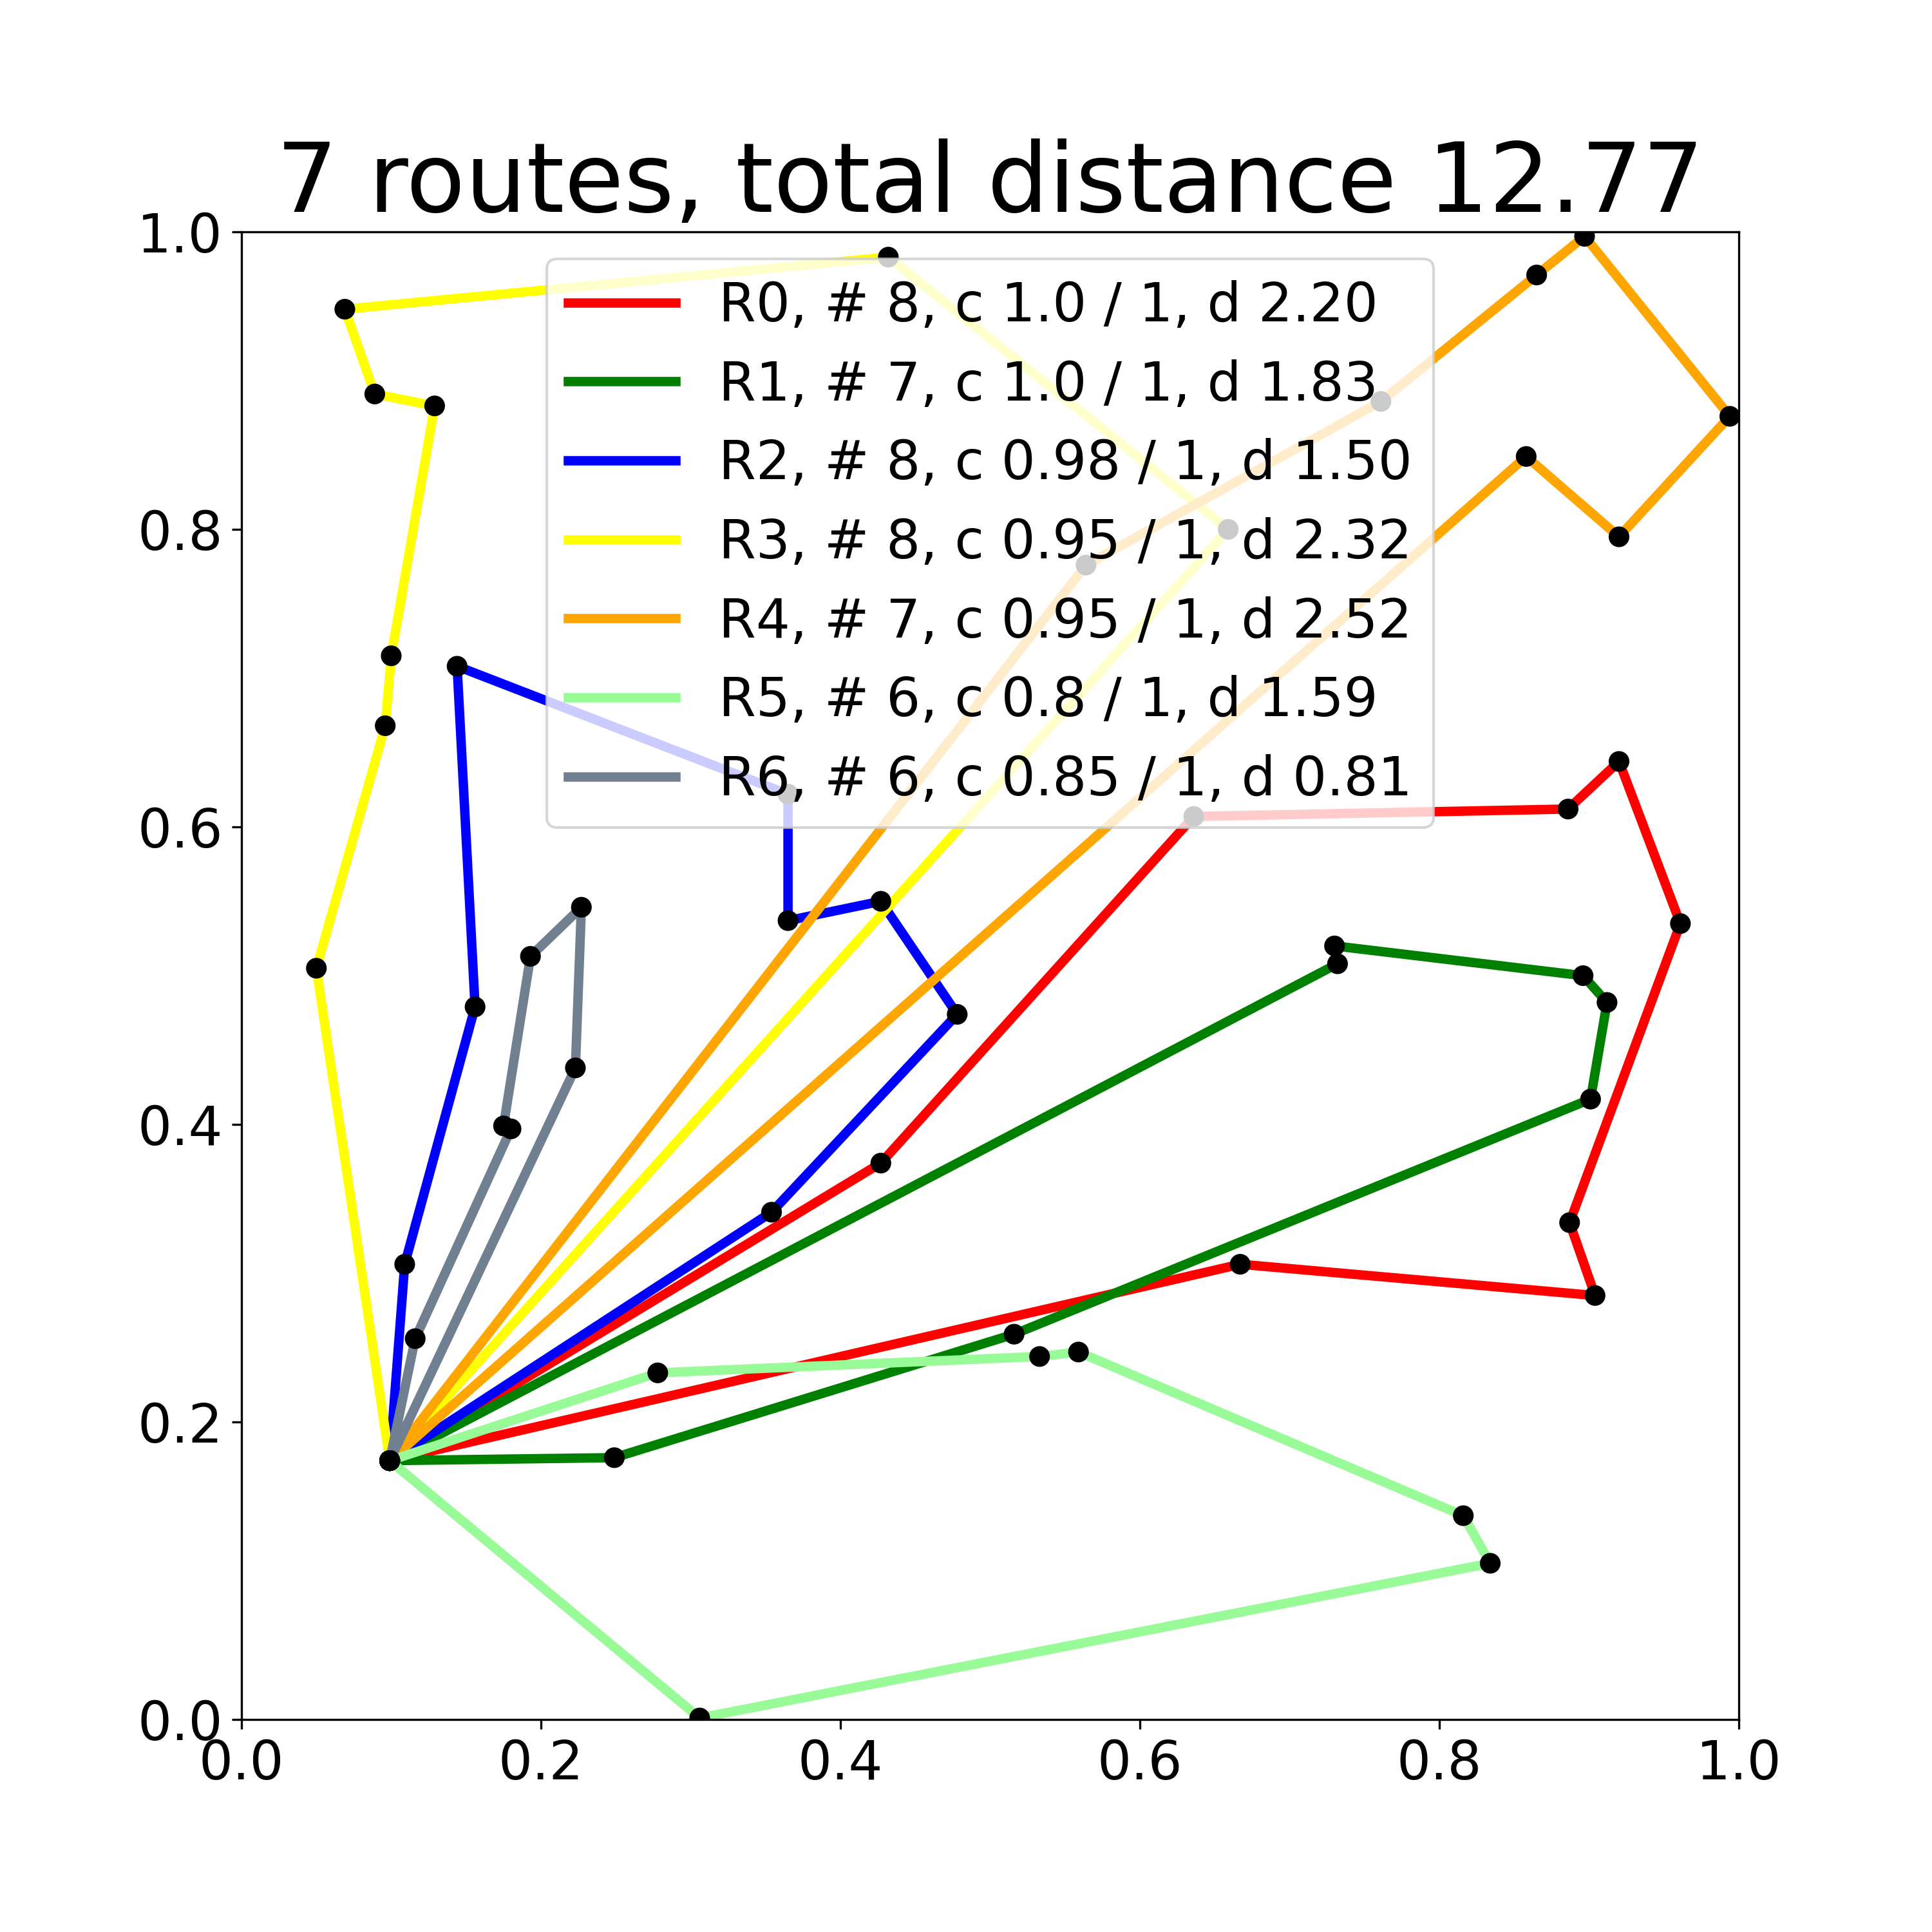 7 routes, total distance 12.77
1.0
0.8
0.6
0.4
0.2
0.0
R0, # 8, c 1.0 / 1, d 2.20
R1, # 7, c 1.0 / 1, d 1.83
R2, # 8, c 0.98 / 1, d 1.50
R3, # 8, c 0.95 / 1, d 2.32
R4, # 7, c 0.95 / 1, d 2.52
R5, # 6, c 0.8 / 1, d 1.59
R6, # 6, c 0.85 / 1, d 0.81
0.0 0.2 0.4 0.6 0.8 1.0